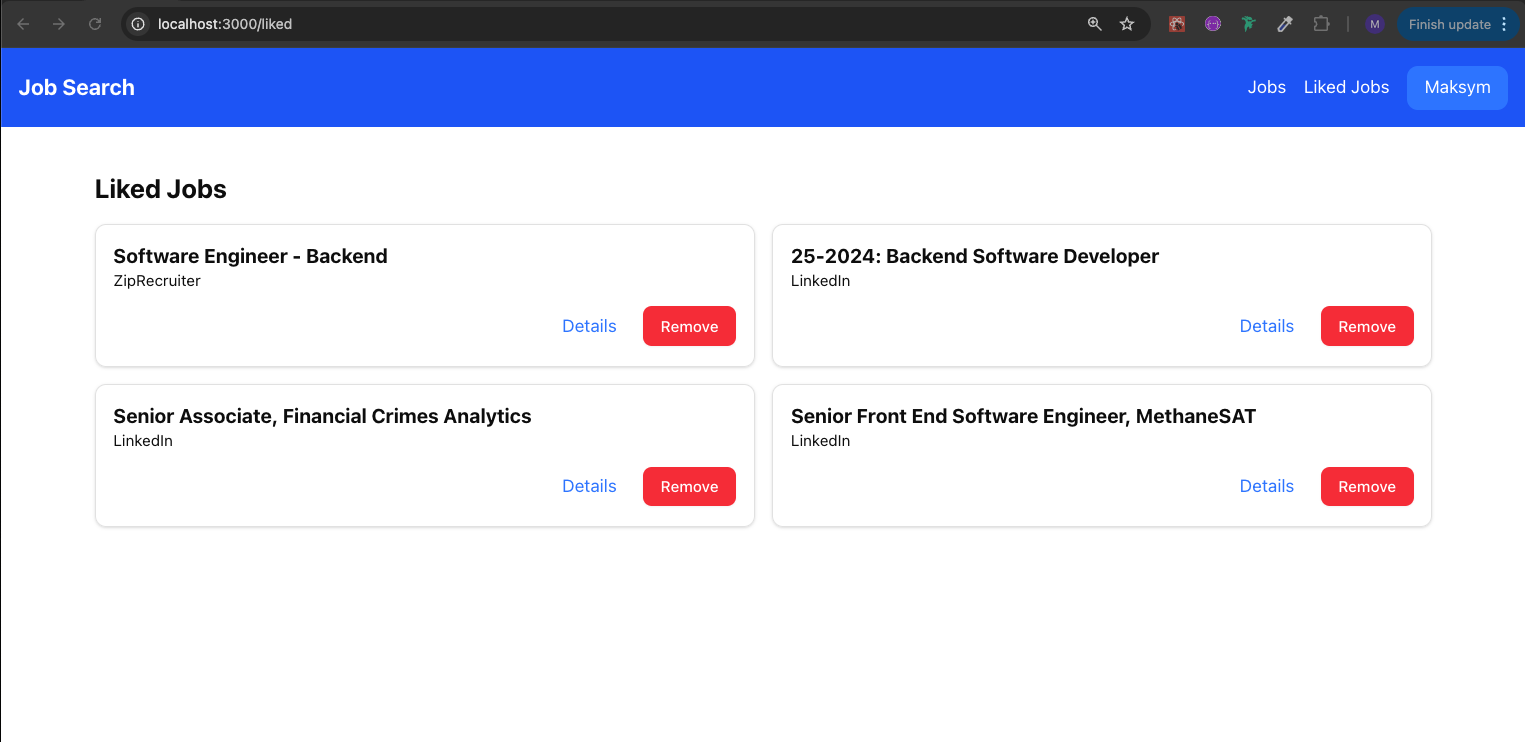 localhost:3000/liked
M
Finish update
Job Search
Jobs Liked Jobs Maksym
Liked Jobs
Software Engineer - Backend
ZipRecruiter
Details Remove
25-2024: Backend Software Developer
LinkedIn
Details Remove
Senior Associate, Financial Crimes Analytics
LinkedIn
Details Remove
Senior Front End Software Engineer, MethaneSAT
LinkedIn
Details Remove